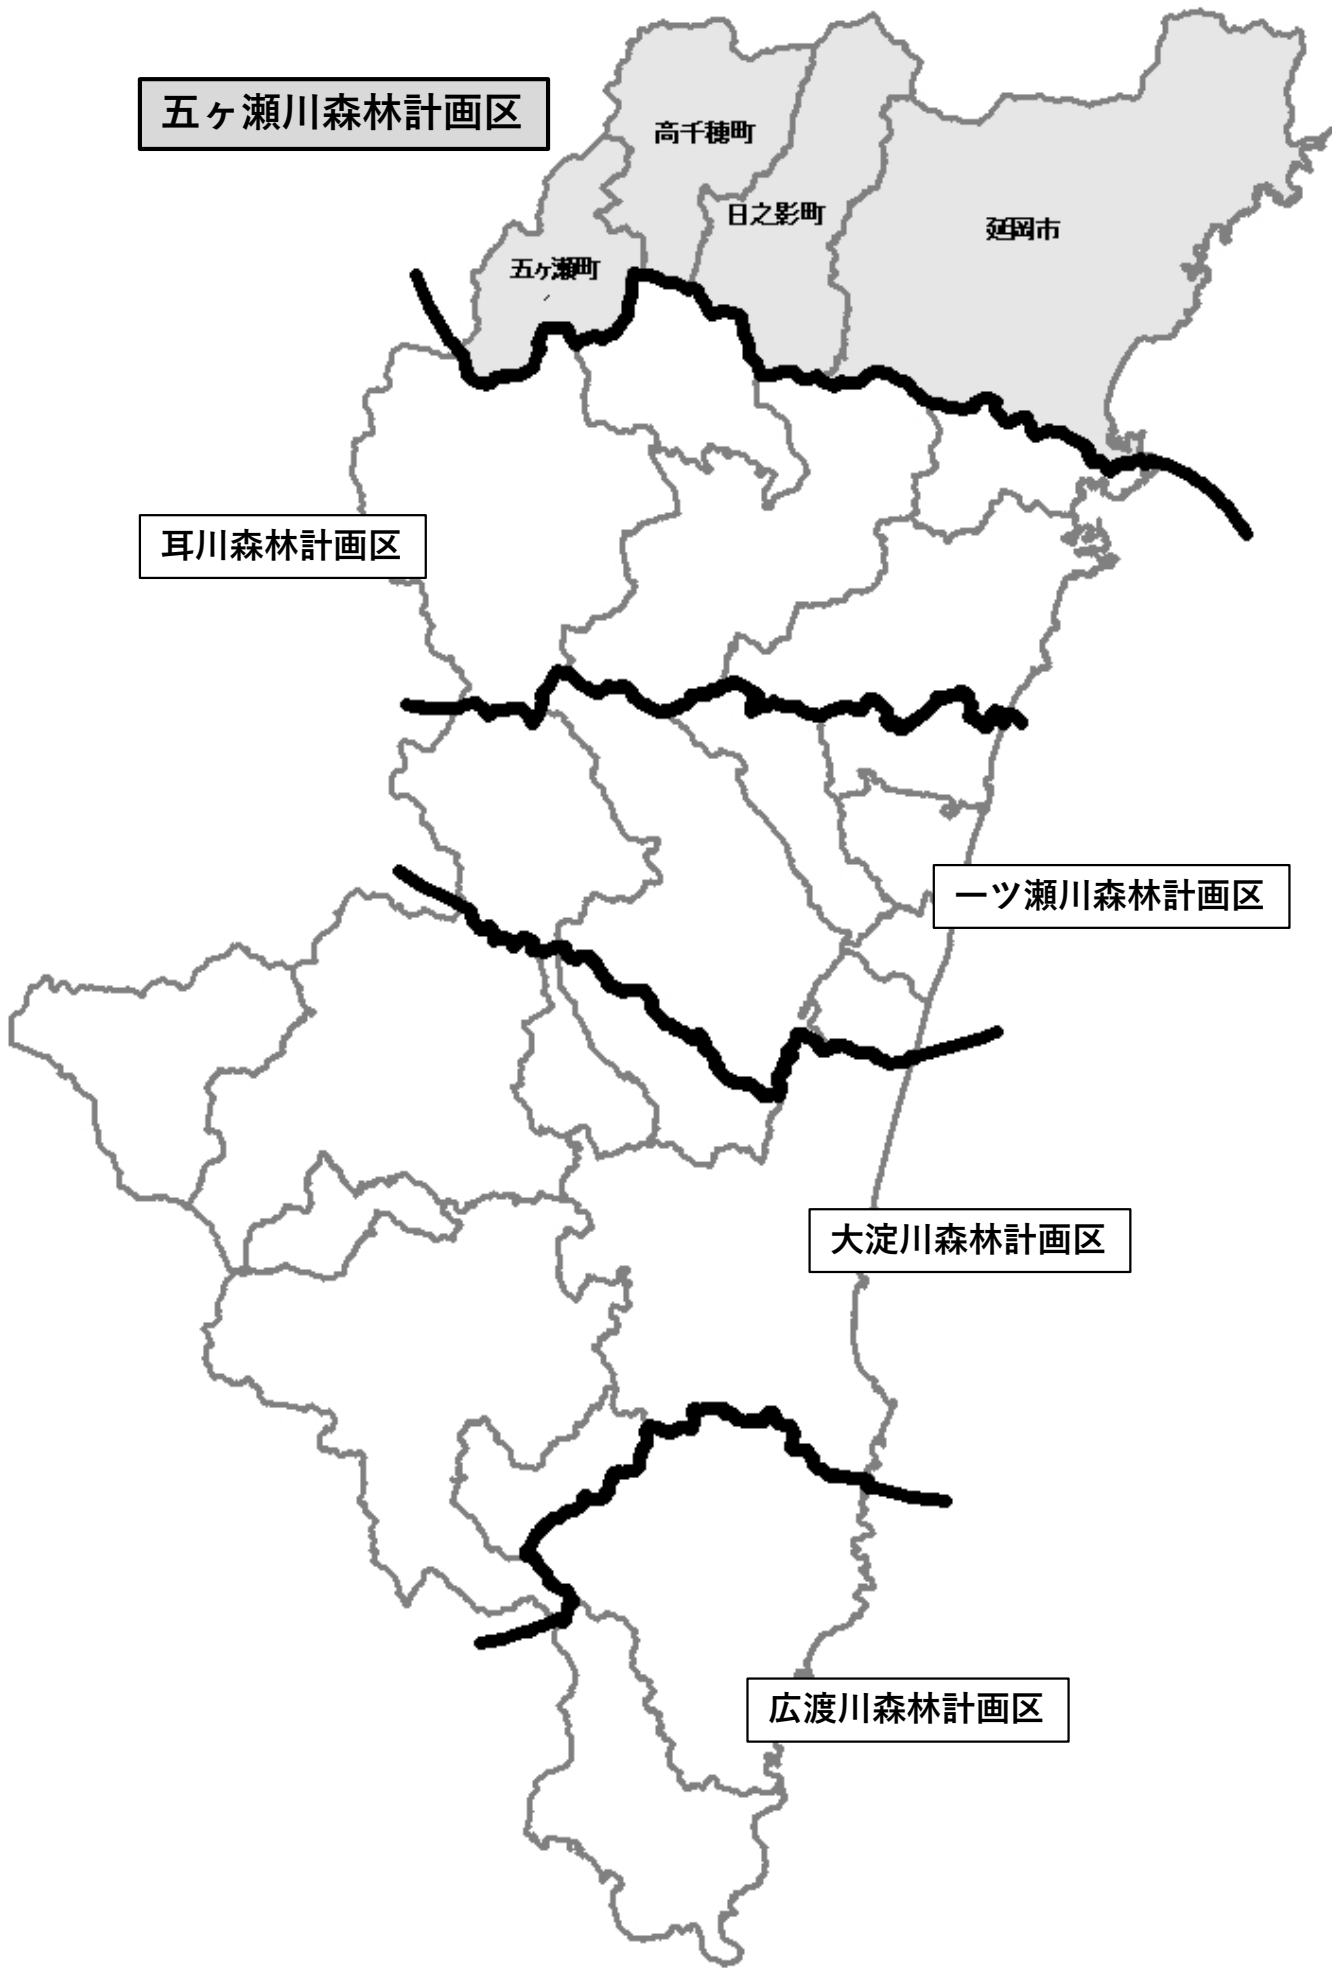 五ヶ瀬川森林計画区
高千穂町
日之影町
延岡市
五ヶ瀬町
耳川森林計画区
一ツ瀬川森林計画区
大淀川森林計画区
広渡川森林計画区